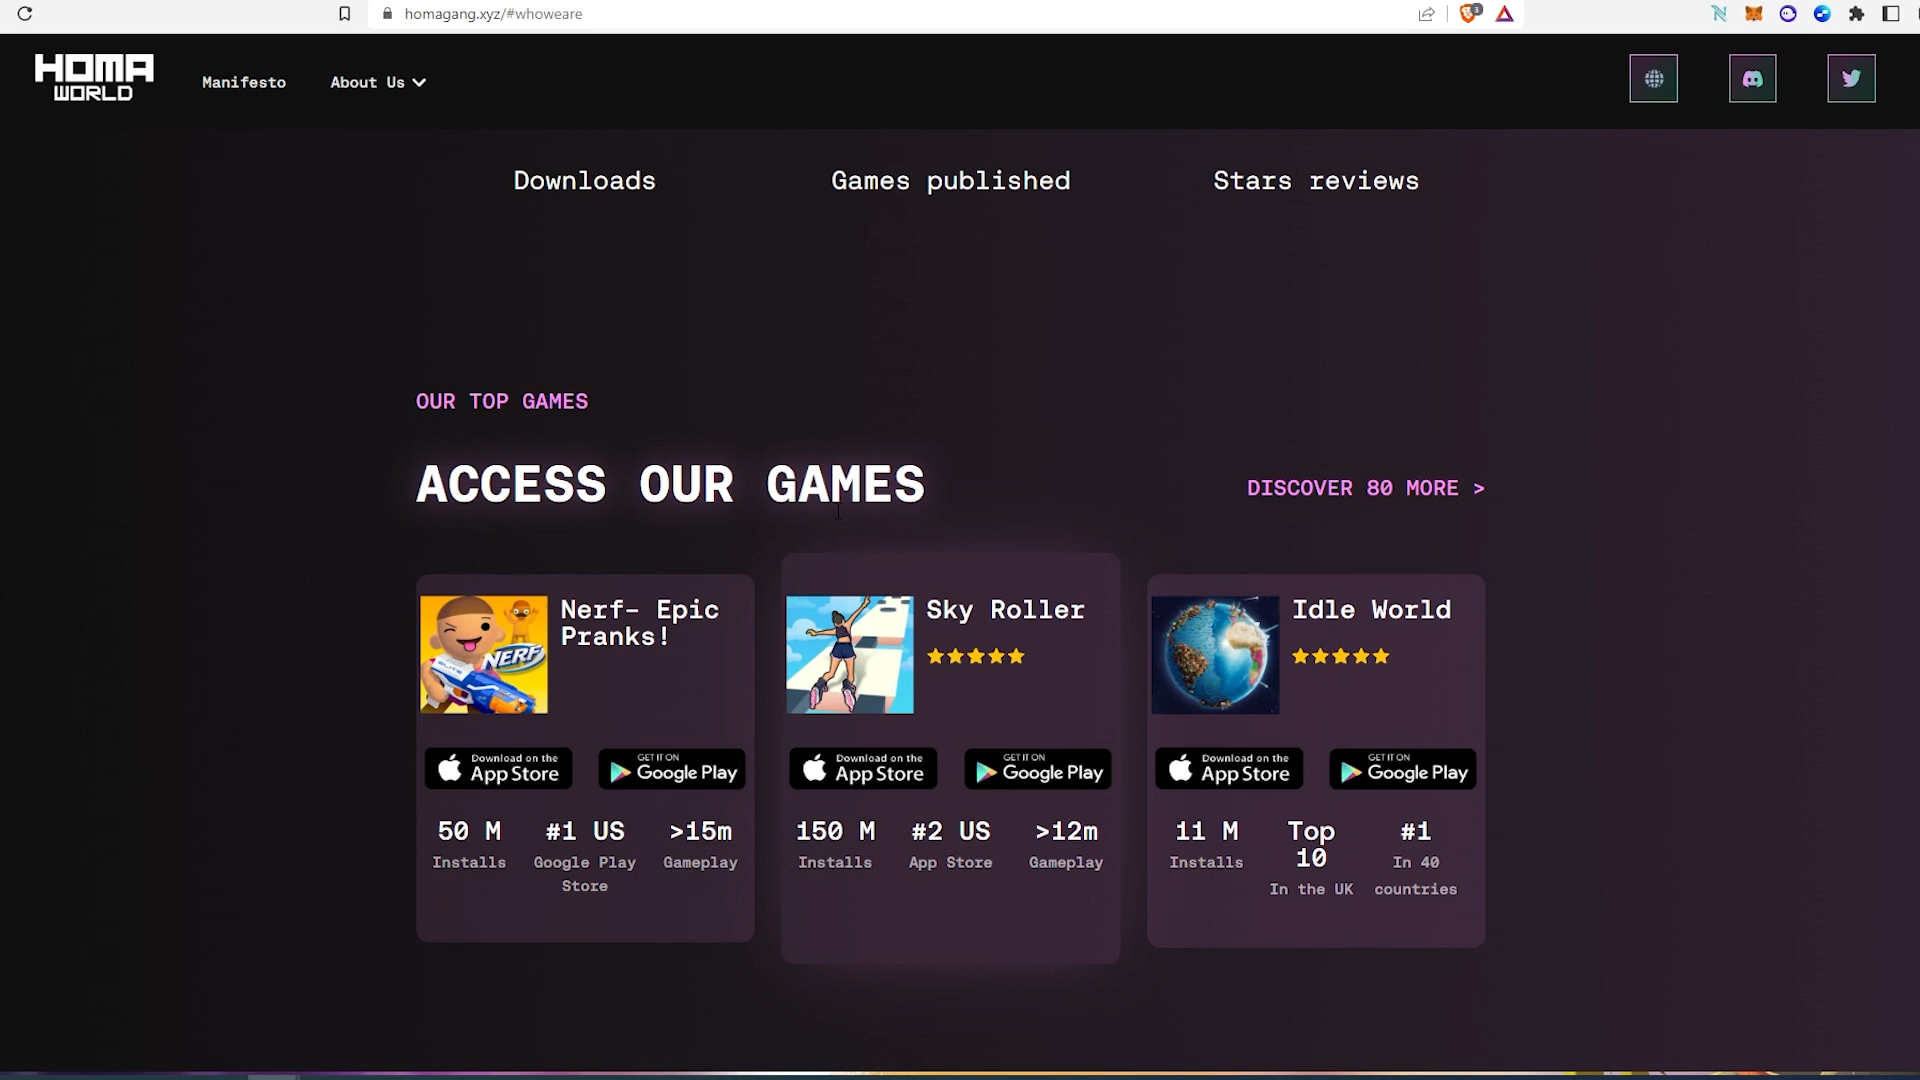 homagang.xyz/#whoweare
3
HOMA
WORLD
Manifesto
About Us
Downloads
Games published
Stars reviews
OUR TOP GAMES
ACCESS OUR GAMES
DISCOVER 80 MORE >
Nerf- Epic
Pranks!
NERF
ELITE
Download on the
App Store
GET IT ON
Google Play
50 M
Installs
#1 US
Google Play
Store
>15m
Gameplay
Sky Roller
Download on the
App Store
GET IT ON
Google Play
150 M
Installs
#2 US
App Store
>12m
Gameplay
Idle World
Download on the
App Store
GET IT ON
Google Play
11 M
Installs
Top
10
In the UK
#1
In 40
countries